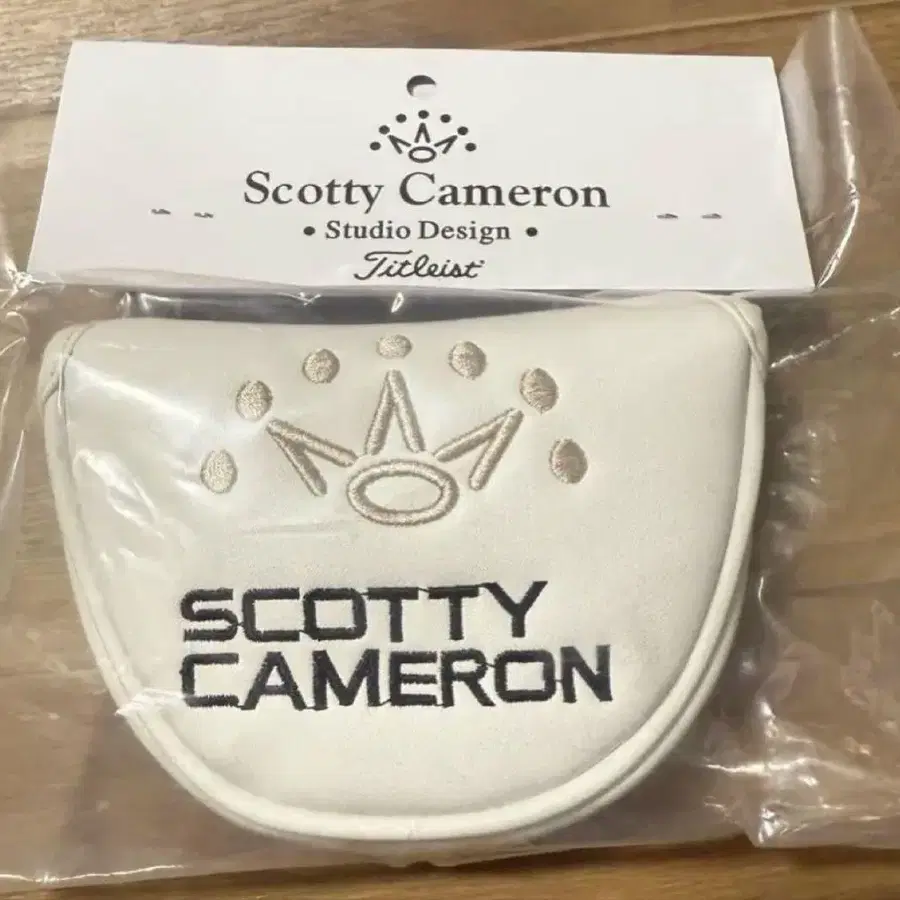 Scotty Cameron
• Studio Design •
Titleist
SCOTTY
CAMERON